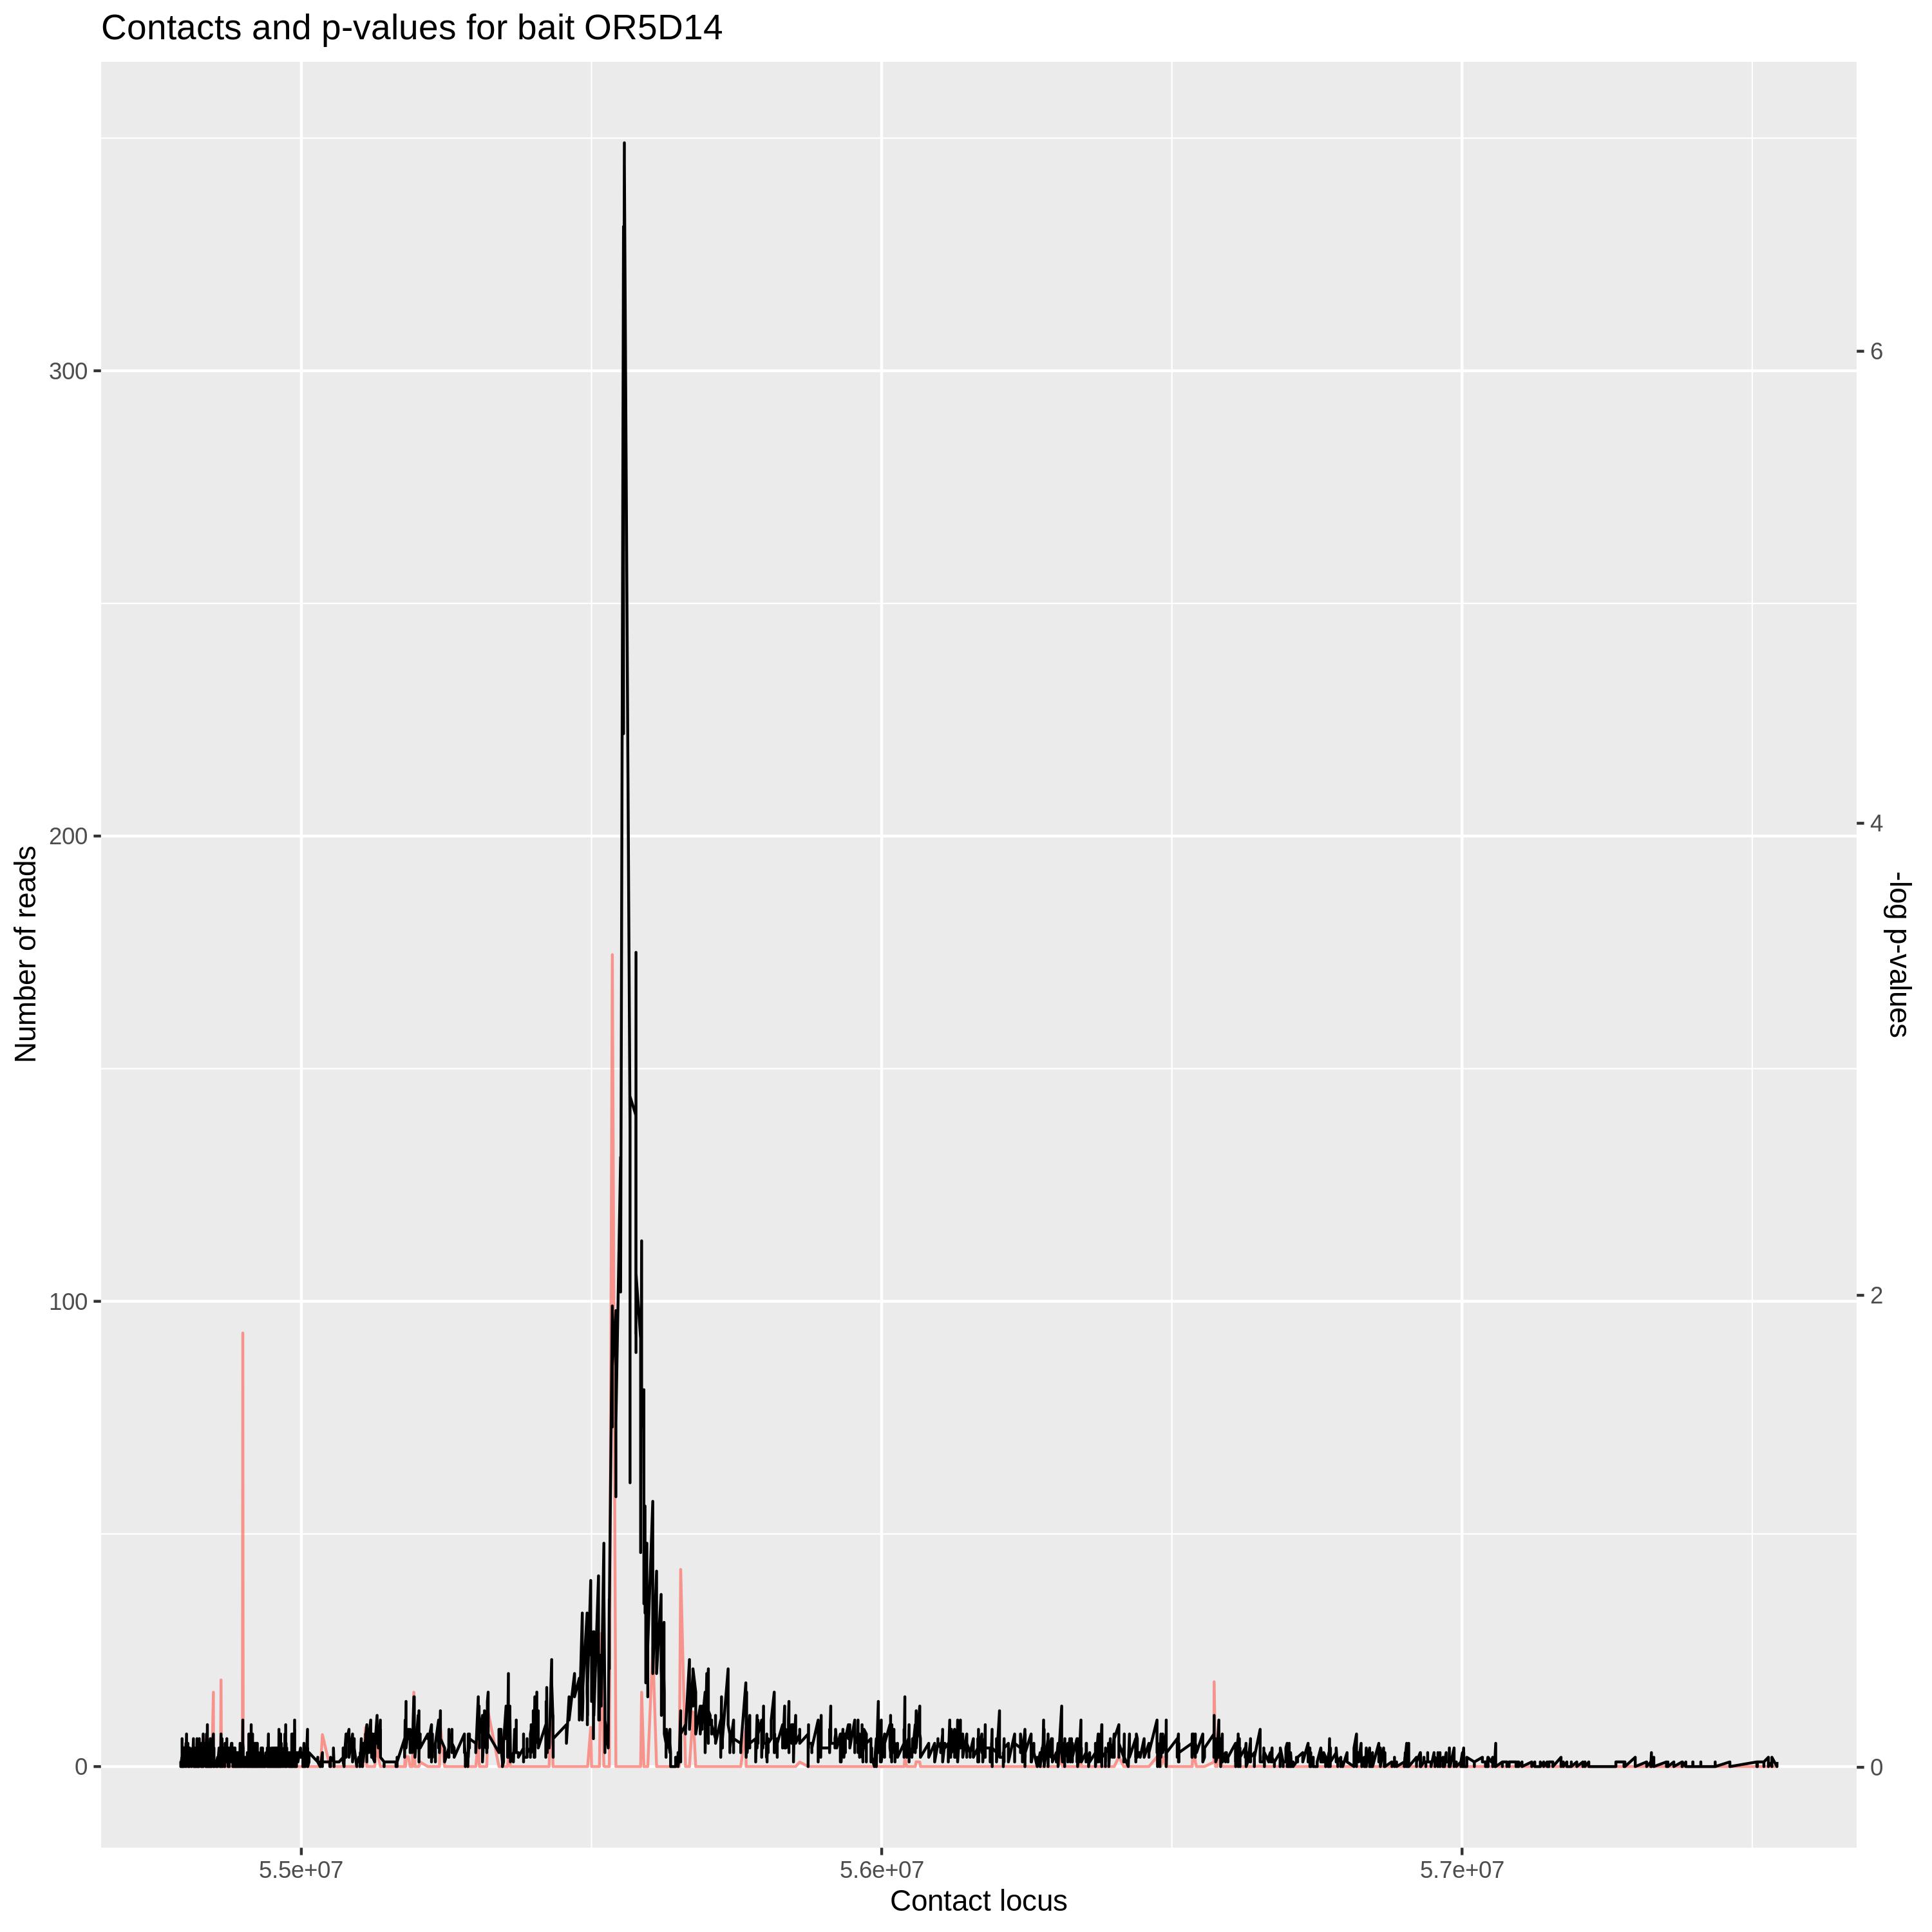 Contacts and p-values for bait OR5D14
300
200
100
0
Number of reads
6
4
2
0
-log p-values
5.5e+07
5.6e+07
5.7e+07
Contact locus